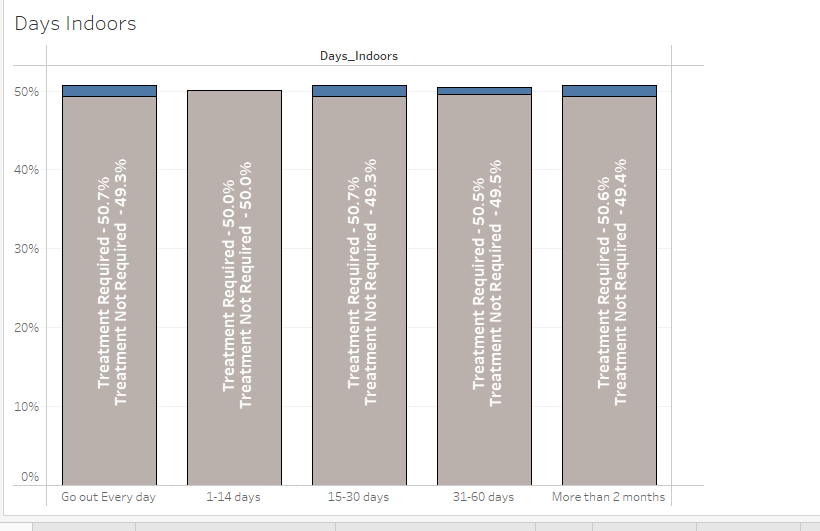 Days Indoors
Days_Indoors
50%
40%
30%
20%
10%
0%
Treatment Required - 50.7%
Treatment Not Required - 49.3%
Treatment Required - 50.0%
Treatment Not Required - 50.0%
Treatment Required - 50.7%
Treatment Not Required - 49.3%
Treatment Required - 50.5%
Treatment Not Required - 49.5%
Treatment Required - 50.6%
Treatment Not Required - 49.4%
Go out Every day
1-14 days
15-30 days
31-60 days
More than 2 months